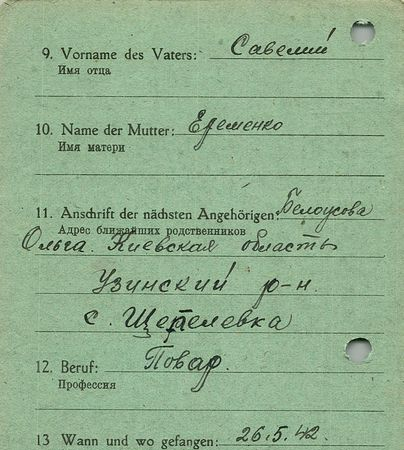 9. Vorname des Vaters: Савелий
Имя отца
10. Name der Mutter: Еременко
Имя матери
11. Anschrift der nächsten Angehörigen: Белоусова
Адрес ближайших родственников
Ольга. Киевская областъ
Узинский р-н.
с. Щепелевка
12. Beruf: Повар.
Профессия
13 Wann und wo gefangen: 26.5.42.